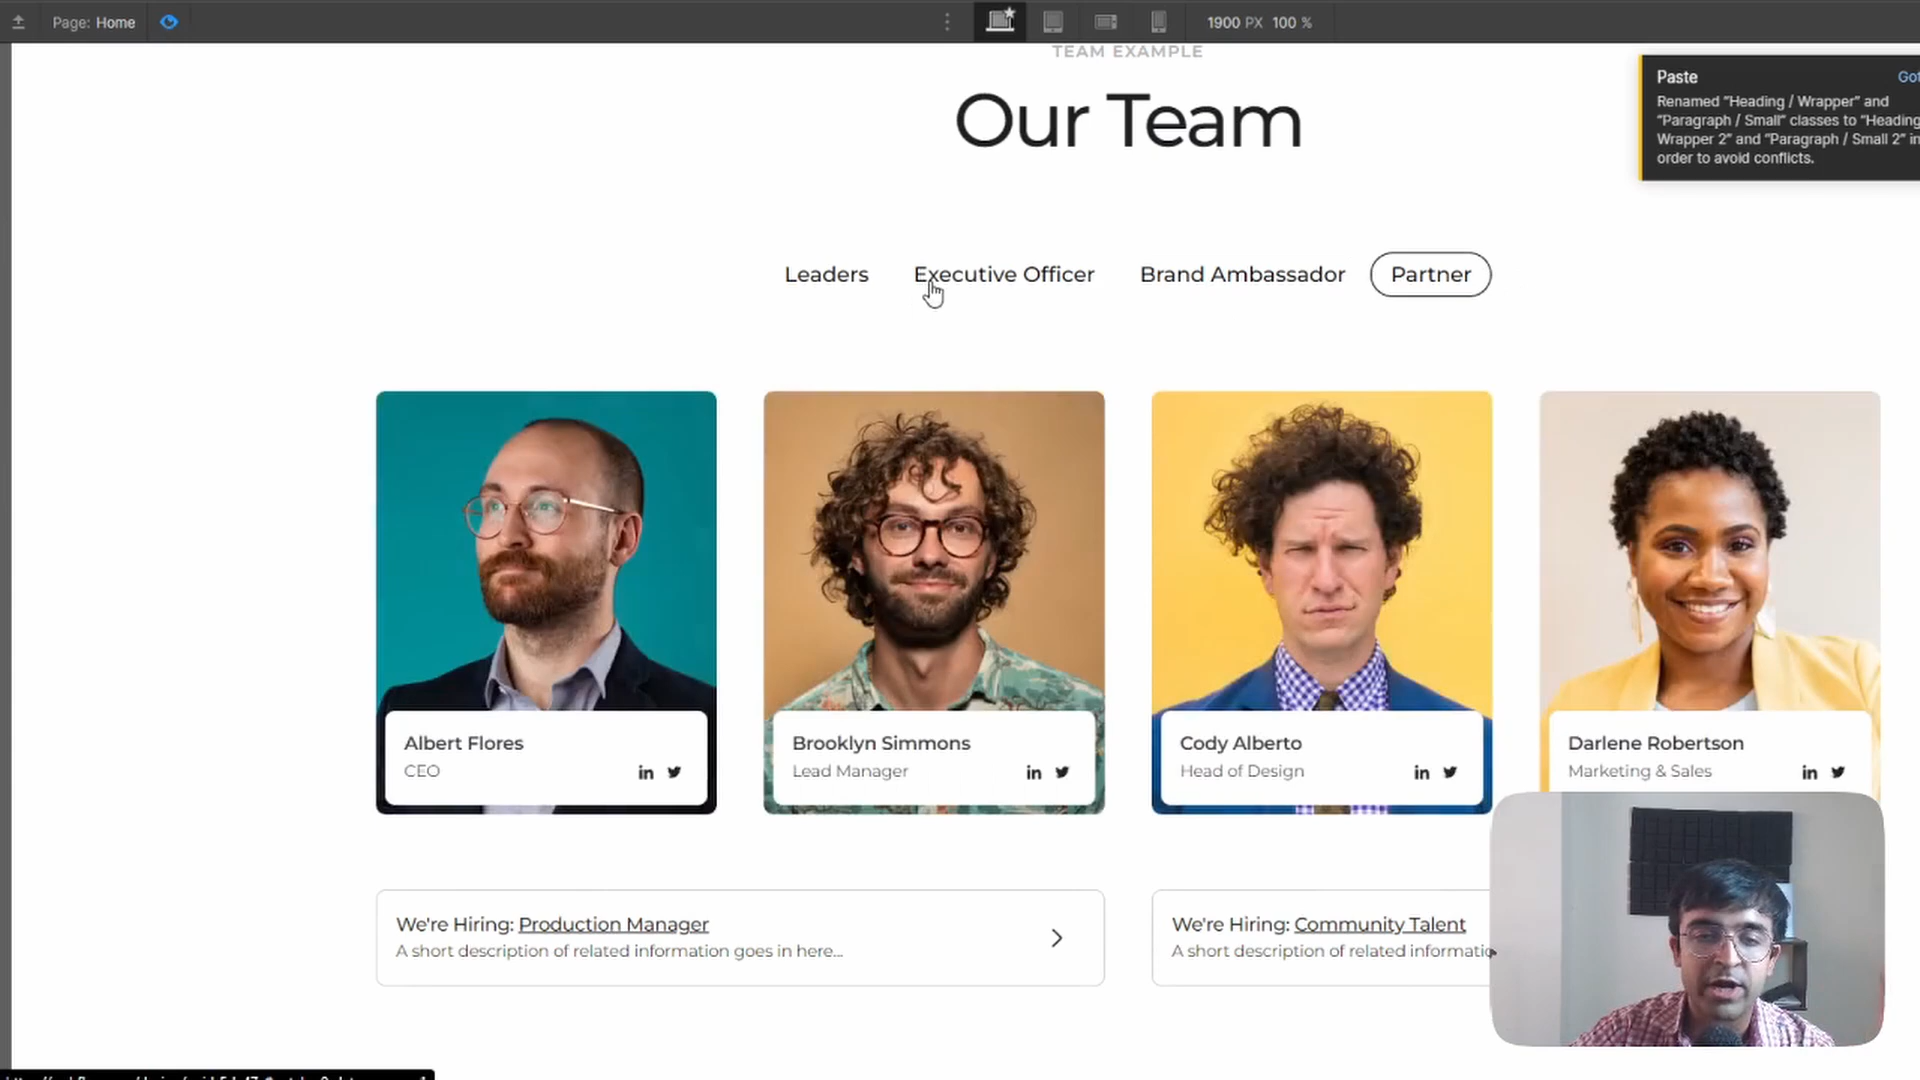 Page: Home
1900 PX 100 %
TEAM EXAMPLE
Our Team
Paste
Got
Renamed "Heading / Wrapper" and
"Paragraph / Small" classes to "Heading
Wrapper 2" and "Paragraph / Small 2" in
order to avoid conflicts.
Leaders
Executive Officer
Brand Ambassador
Partner
Albert Flores
CEO
in
Brooklyn Simmons
Lead Manager
in
Cody Alberto
Head of Design
in
Darlene Robertson
Marketing & Sales
in
We're Hiring: Production Manager
A short description of related information goes in here...
We're Hiring: Community Talent
A short description of related informatio